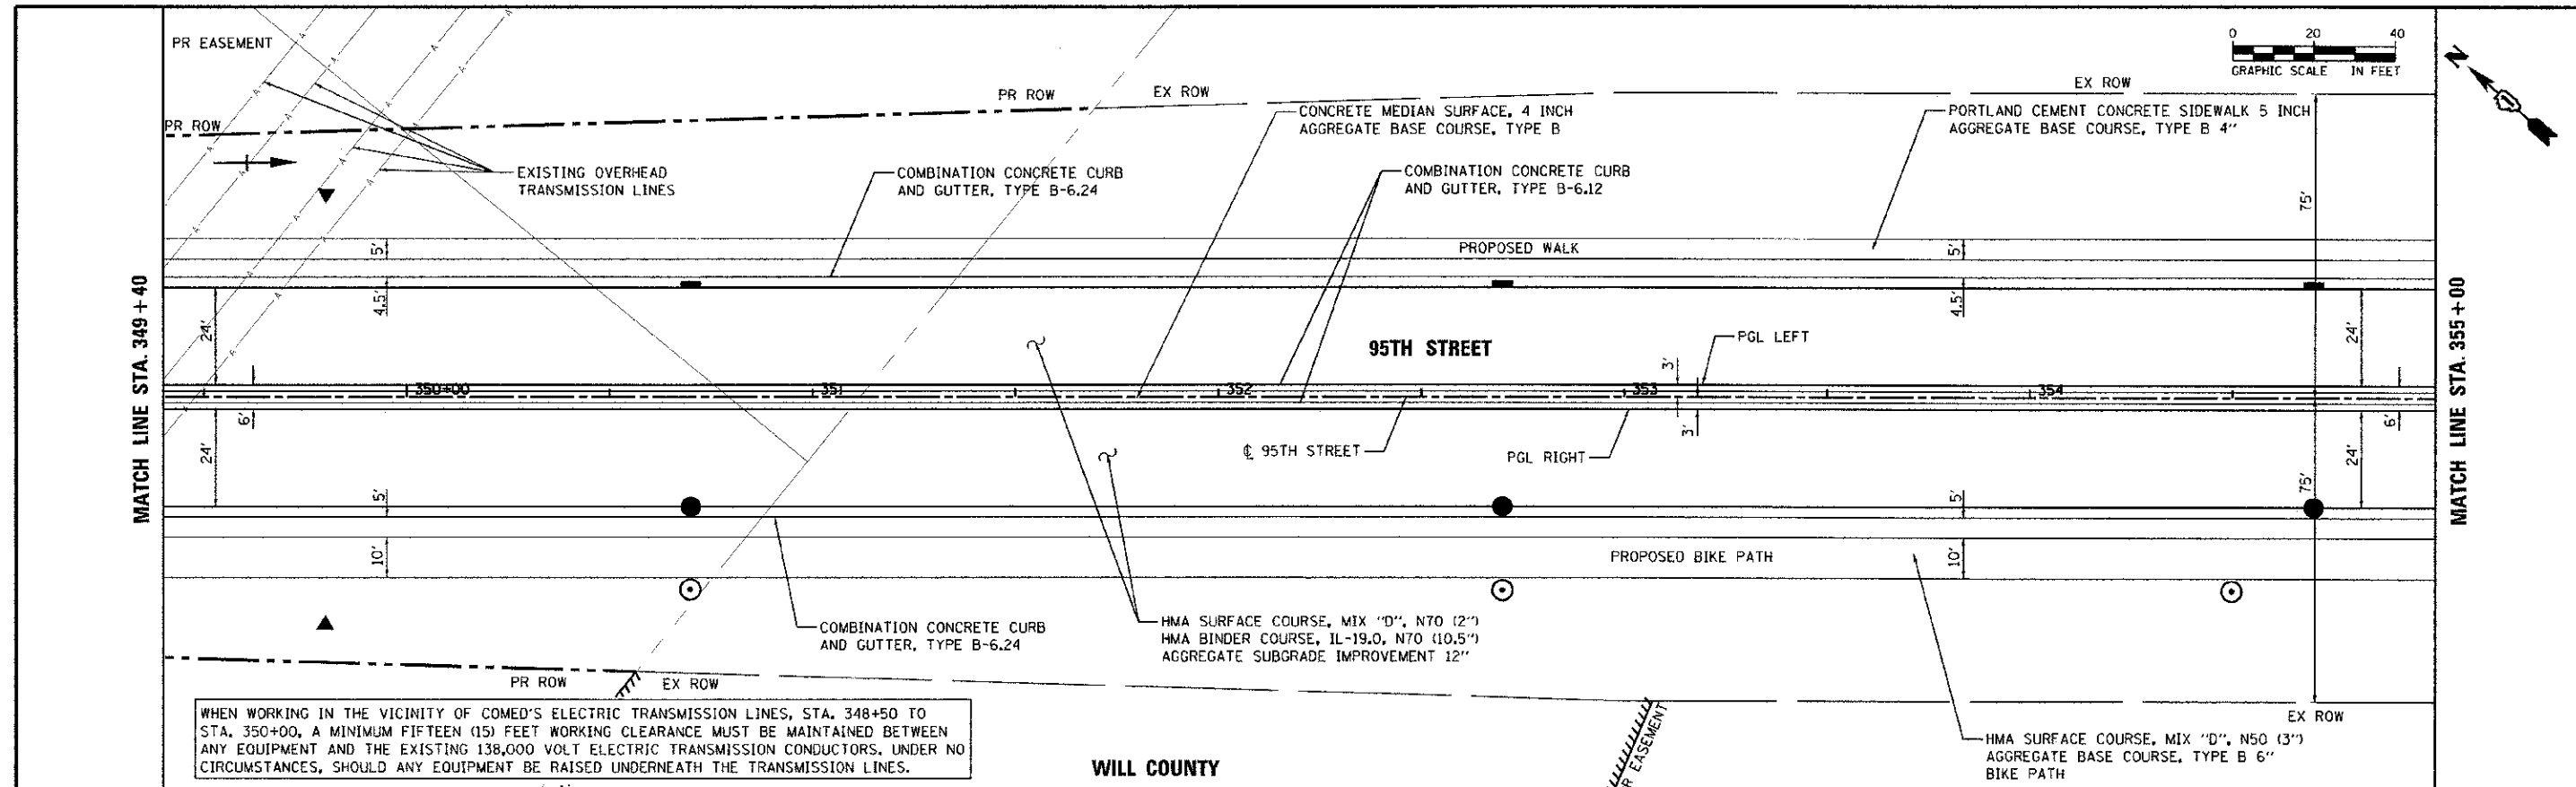 PR EASEMENT
0 20 40
GRAPHIC SCALE IN FEET
N
PR ROW
EX ROW
EX ROW
CONCRETE MEDIAN SURFACE, 4 INCH
AGGREGATE BASE COURSE, TYPE B
PORTLAND CEMENT CONCRETE SIDEWALK 5 INCH
AGGREGATE BASE COURSE, TYPE B 4"
PR ROW
EXISTING OVERHEAD
TRANSMISSION LINES
COMBINATION CONCRETE CURB
AND GUTTER, TYPE B-6.24
COMBINATION CONCRETE CURB
AND GUTTER, TYPE B-6.12
75'
5'
PROPOSED WALK
5'
MATCH LINE STA. 349+40
MATCH LINE STA. 355+00
4.5'
4.5'
24'
24'
95TH STREET
PGL LEFT
3'
350+00
351
352
353
354
6'
3'
6'
24'
℄ 95TH STREET
PGL RIGHT
24'
75'
5'
5'
10'
PROPOSED BIKE PATH
10'
COMBINATION CONCRETE CURB
AND GUTTER, TYPE B-6.24
HMA SURFACE COURSE, MIX "D", N70 (2")
HMA BINDER COURSE, IL-19.0, N70 (10.5")
AGGREGATE SUBGRADE IMPROVEMENT 12"
PR ROW
EX ROW
EX ROW
WHEN WORKING IN THE VICINITY OF COMED'S ELECTRIC TRANSMISSION LINES, STA. 348+50 TO
STA. 350+00, A MINIMUM FIFTEEN (15) FEET WORKING CLEARANCE MUST BE MAINTAINED BETWEEN
ANY EQUIPMENT AND THE EXISTING 138,000 VOLT ELECTRIC TRANSMISSION CONDUCTORS. UNDER NO
CIRCUMSTANCES, SHOULD ANY EQUIPMENT BE RAISED UNDERNEATH THE TRANSMISSION LINES.
WILL COUNTY
EASEMENT
HMA SURFACE COURSE, MIX "D", N50 (3")
AGGREGATE BASE COURSE, TYPE B 6"
BIKE PATH